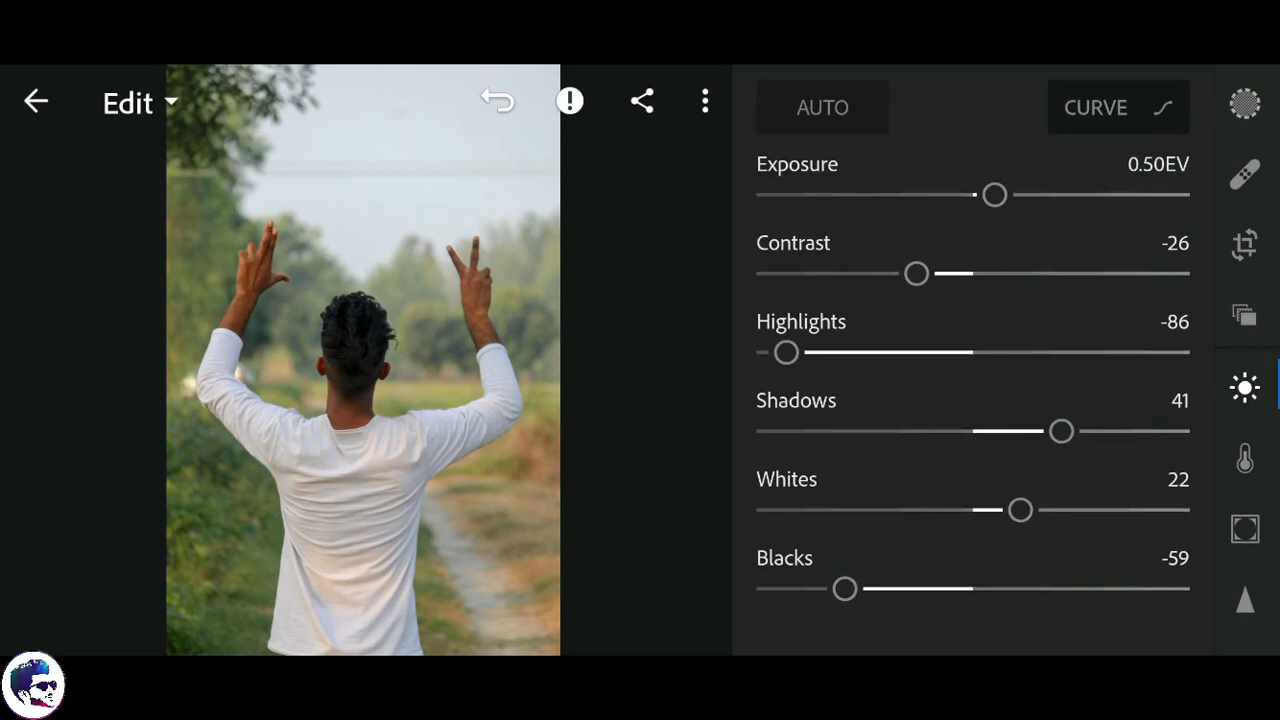 Edit
AUTO
CURVE
Exposure 0.50EV
Contrast -26
Highlights -86
Shadows 41
Whites 22
Blacks -59